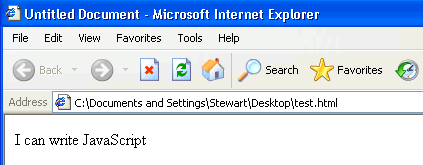 Untitled Document - Microsoft Internet Explorer
File Edit View Favorites Tools Help
Back Search Favorites
Address C:\Documents and Settings\Stewart\Desktop\test.html
I can write JavaScript